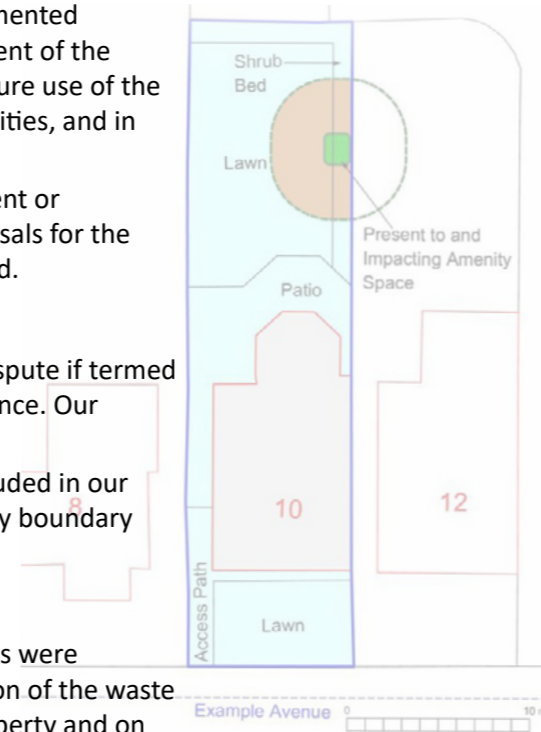 mented
ent of the
ure use of the
ities, and in
ent or
sals for the
d.
spute if termed
nce. Our
uded in our
y boundary
s were
on of the waste
perty and on
Shrub
Bed
Lawn
Present to and
Impacting Amenity
Space
Patio
8
10
12
Access Path
Lawn
Example Avenue
0
10 m